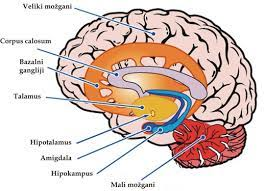 Veliki možgani
Corpus calosum
Bazalni
gangliji
Talamus
Hipotalamus
Amigdala
Hipokampus
Mali možgani